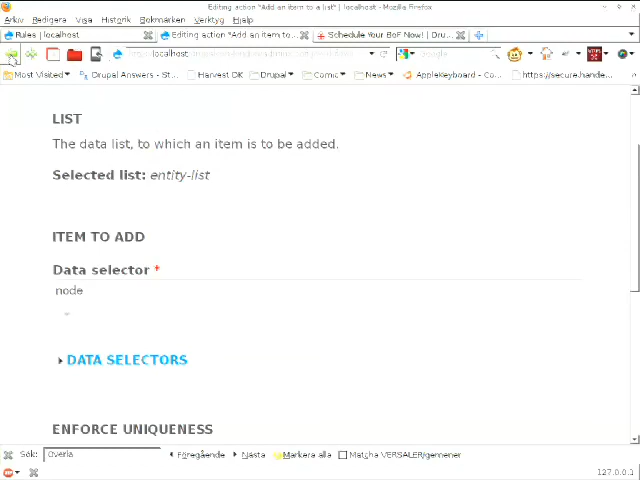 Editing action "Add an item to a list" | localhost - Mozilla Firefox
Arkiv Redigera Visa Historik Bokmärken Verktyg Hjälp
Rules | localhost
Editing action "Add an item to...
Schedule Your BoF Now! | Dru...
localhost
Google
Most Visited
Drupal Answers - St...
Harvest DK
Drupal
Comic
News
AppleKeyboard - Co...
https://secure.hande...
LIST
The data list, to which an item is to be added.
Selected list: entity-list
ITEM TO ADD
Data selector *
node
DATA SELECTORS
ENFORCE UNIQUENESS
Sök: Overla
Föregående Nästa Markera alla Matcha VERSALER/gemener
127.0.0.1